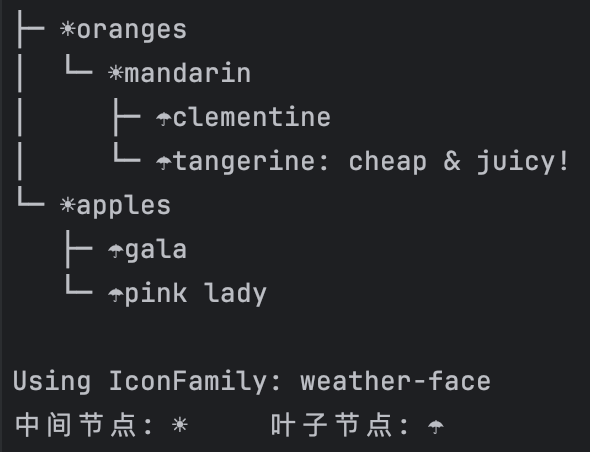 ├─ ☀oranges
│  └─ ☀mandarin
│     ├─ ☂clementine
│     └─ ☂tangerine: cheap & juicy!
└─ ☀apples
   ├─ ☂gala
   └─ ☂pink lady

Using IconFamily: weather-face
中间节点: ☀     叶子节点: ☂